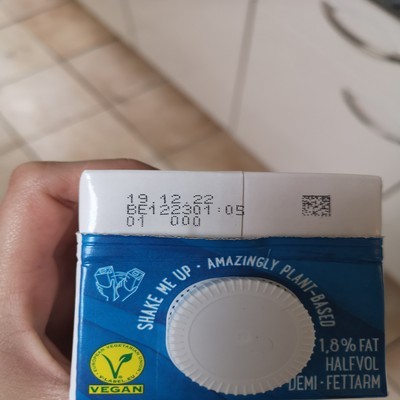 19.12.22
BE122301:05
01 000
SHAKE ME UP · AMAZINGLY PLANT-BASED
1,8% FAT
HALFVOL
DEMI · FETTARM
VEGAN